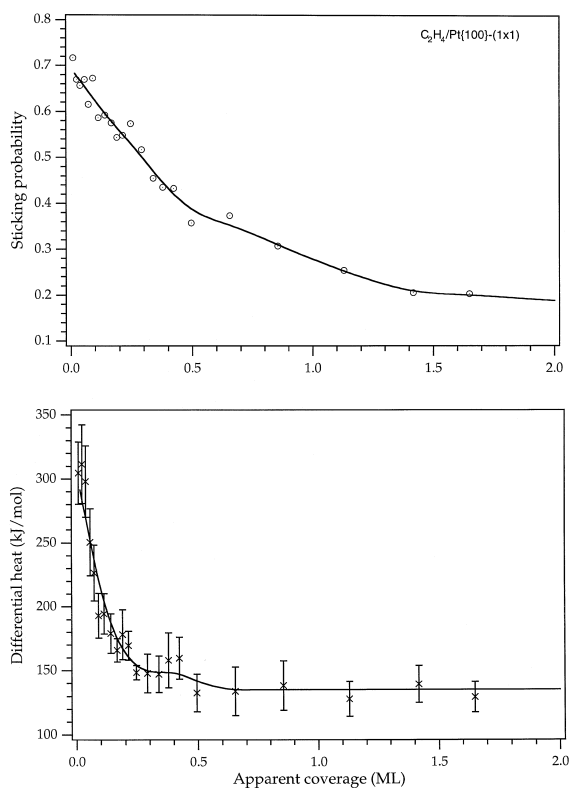 0.8
C₂H₄/Pt{100}-(1x1)
0.7
0.6
0.5
0.4
0.3
0.2
0.1
Sticking probability
0.0 0.5 1.0 1.5 2.0
350
300
250
200
150
100
Differential heat (kJ/mol)
0.0 0.5 1.0 1.5 2.0
Apparent coverage (ML)